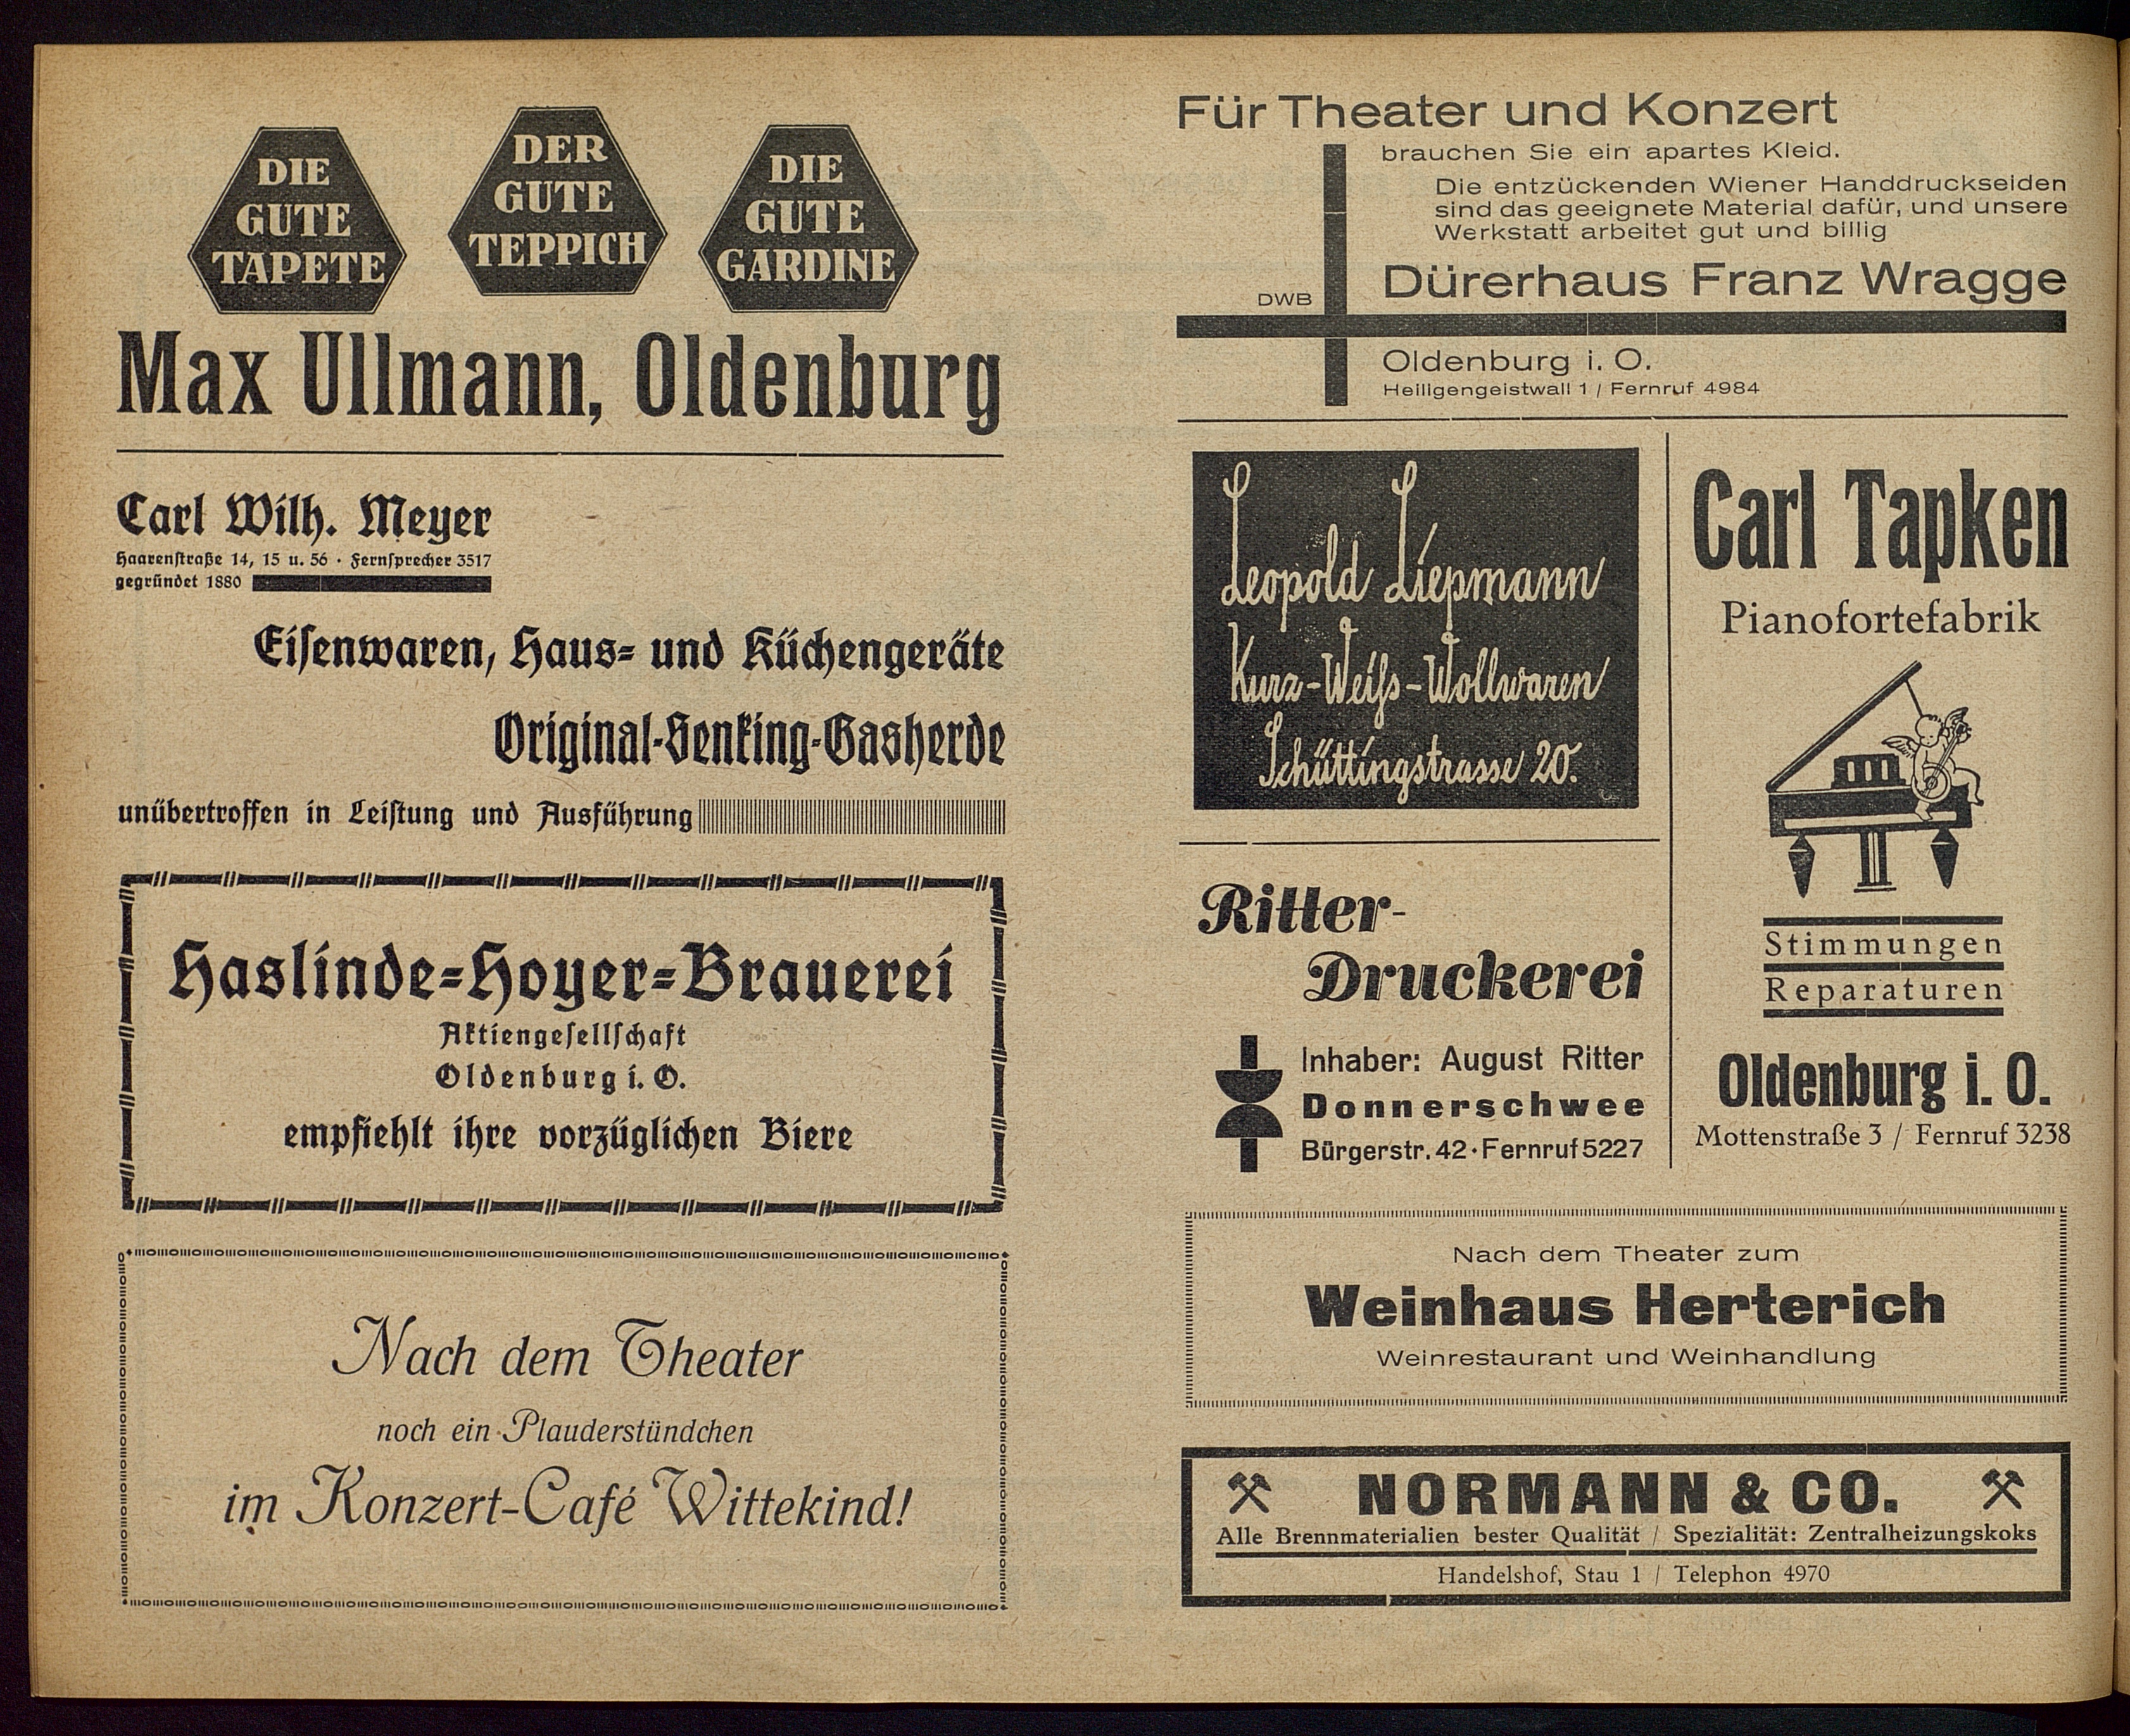 DIE
GUTE
TAPETE
DER
GUTE
TEPPICH
DIE
GUTE
GARDINE
Max Ullmann, Oldenburg
Carl Wilh. Meyer
Haarenſtraße 14, 15 u. 56 · Fernſprecher 3517
gegründet 1880
Eiſenwaren, Haus- und Küchengeräte
Original-Senking-Gasherde
unübertroffen in Leiſtung und Ausführung
Haslinde-Hoyer-Brauerei
Aktiengeſellſchaft
Oldenburg i. O.
empfiehlt ihre vorzüglichen Biere
Nach dem Theater
noch ein Plauderstündchen
im Konzert-Café Wittekind!
Für Theater und Konzert
brauchen Sie ein apartes Kleid.
Die entzückenden Wiener Handdruckseiden
sind das geeignete Material dafür, und unsere
Werkstatt arbeitet gut und billig
Dürerhaus Franz Wragge
DWB
Oldenburg i. O.
Heiligengeistwall 1 / Fernruf 4984
Leopold Liepmann
Kurz-Weiſs-Wollwaren
Schüttingstrasse 20.
Ritter-
Druckerei
Inhaber: August Ritter
Donnerschwee
Bürgerstr. 42 · Fernruf 5227
Carl Tapken
Pianofortefabrik
Stimmungen
Reparaturen
Oldenburg i. O.
Mottenstraße 3 / Fernruf 3238
Nach dem Theater zum
Weinhaus Herterich
Weinrestaurant und Weinhandlung
NORMANN & CO.
Alle Brennmaterialien bester Qualität / Spezialität: Zentralheizungskoks
Handelshof, Stau 1 / Telephon 4970